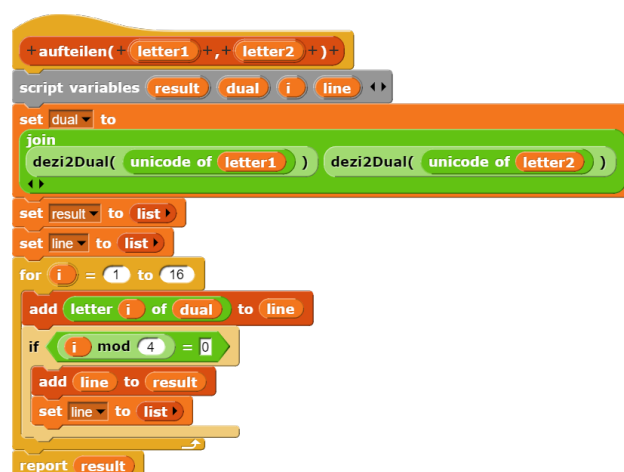 +aufteilen(+ letter1 +,+ letter2 +)+
script variables result dual i line
set dual to
join
dezi2Dual( unicode of letter1 ) dezi2Dual( unicode of letter2 )
set result to list
set line to list
for i = 1 to 16
add letter i of dual to line
if i mod 4 = 0
add line to result
set line to list
report result